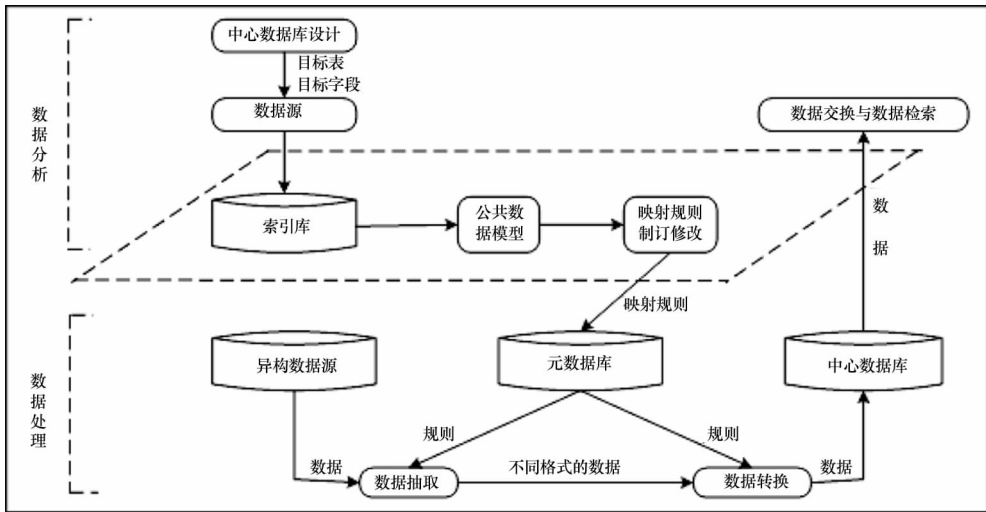 中心数据库设计
目标表
目标字段
数据源
数据交换与数据检索
数据分析
索引库
公共数
据模型
映射规则
制订修改
数
据
映射规则
异构数据源
元数据库
中心数据库
数据处理
规则
规则
数据
数据抽取
不同格式的数据
数据转换
数据